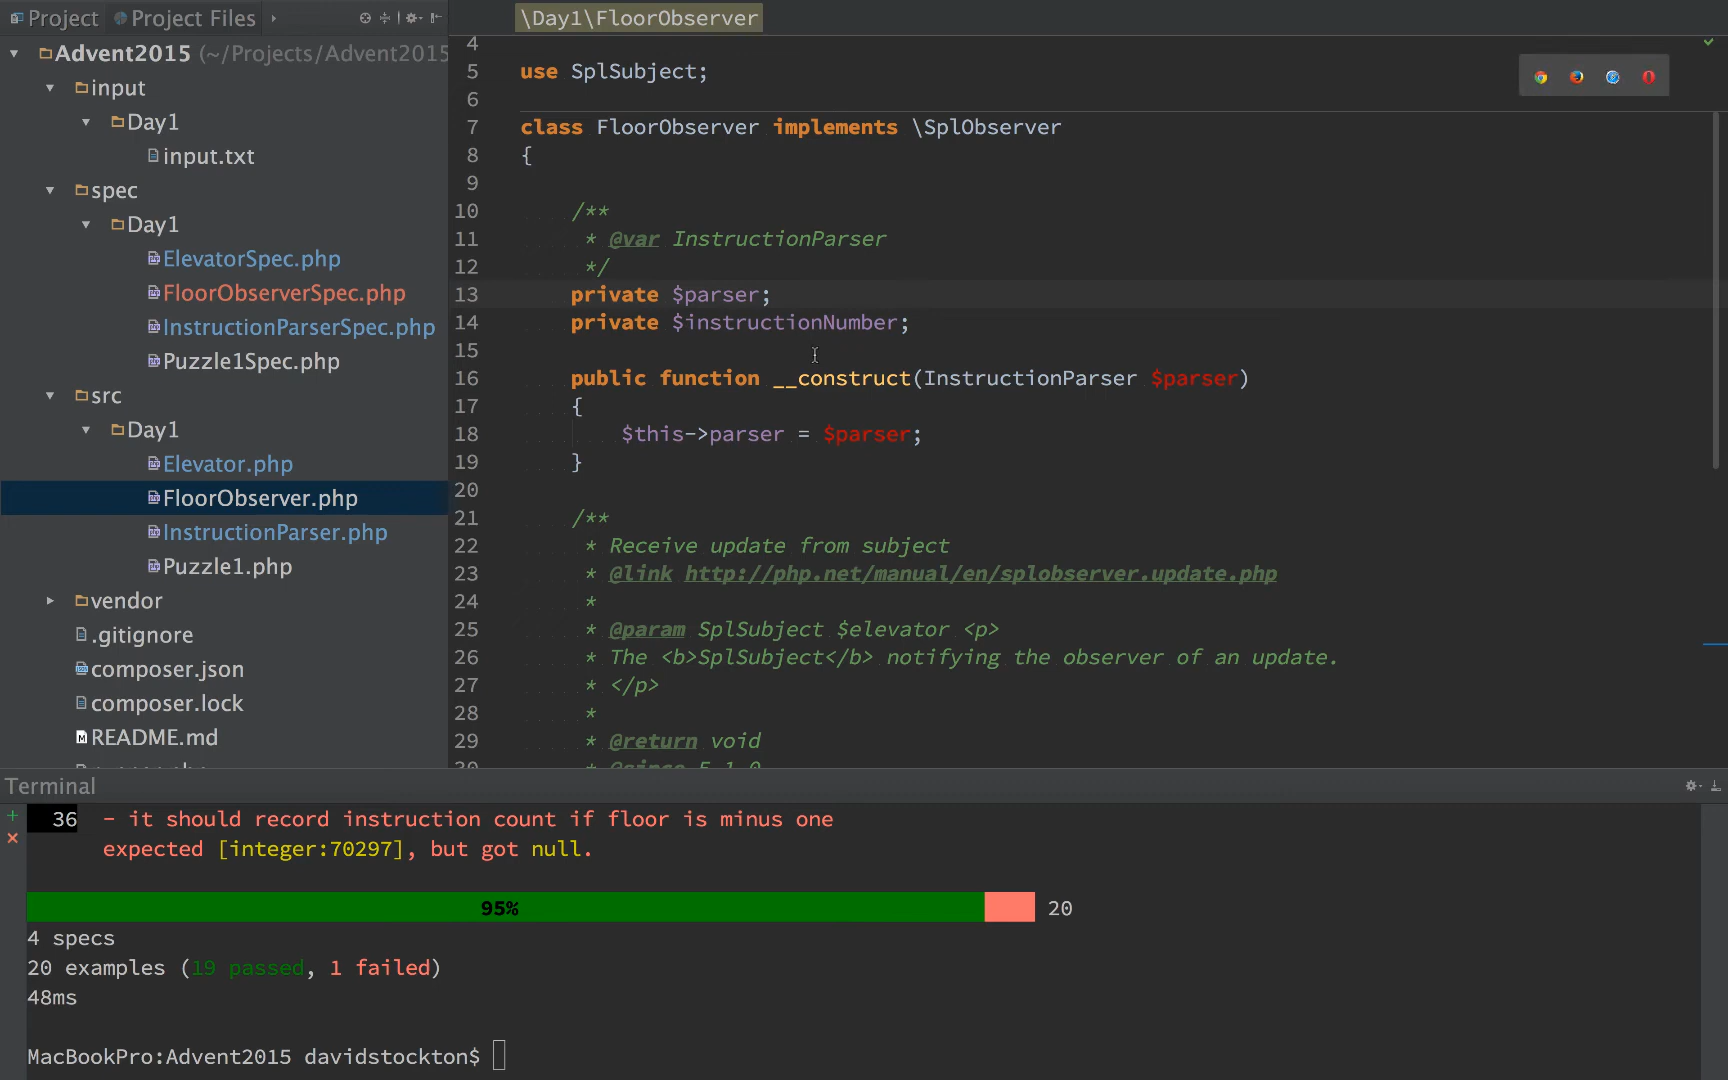 Project
Project Files
\Day1\FloorObserver
Advent2015 (~/Projects/Advent2015
input
Day1
input.txt
spec
Day1
ElevatorSpec.php
FloorObserverSpec.php
InstructionParserSpec.php
Puzzle1Spec.php
src
Day1
Elevator.php
FloorObserver.php
InstructionParser.php
Puzzle1.php
vendor
.gitignore
composer.json
composer.lock
README.md
4
5 use SplSubject;
6
7 class FloorObserver implements \SplObserver
8 {
9
10 /**
11 * @var InstructionParser
12 */
13 private $parser;
14 private $instructionNumber;
15
16 public function __construct(InstructionParser $parser)
17 {
18 $this->parser = $parser;
19 }
20
21 /**
22 * Receive update from subject
23 * @link http://php.net/manual/en/splobserver.update.php
24 *
25 * @param SplSubject $elevator <p>
26 * The <b>SplSubject</b> notifying the observer of an update.
27 * </p>
28 *
29 * @return void
30 * @since 5.1.0
Terminal
36 - it should record instruction count if floor is minus one
expected [integer:70297], but got null.
95% 20
4 specs
20 examples (19 passed, 1 failed)
48ms
MacBookPro:Advent2015 davidstockton$